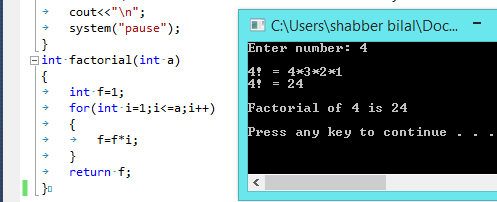 cout<<"\n";
system("pause");
}
int factorial(int a)
{
int f=1;
for(int i=1;i<=a;i++)
{
f=f*i;
}
return f;
}
C:\Users\shabber bilal\Doc...
Enter number: 4
4! = 4*3*2*1
4! = 24
Factorial of 4 is 24
Press any key to continue . . .